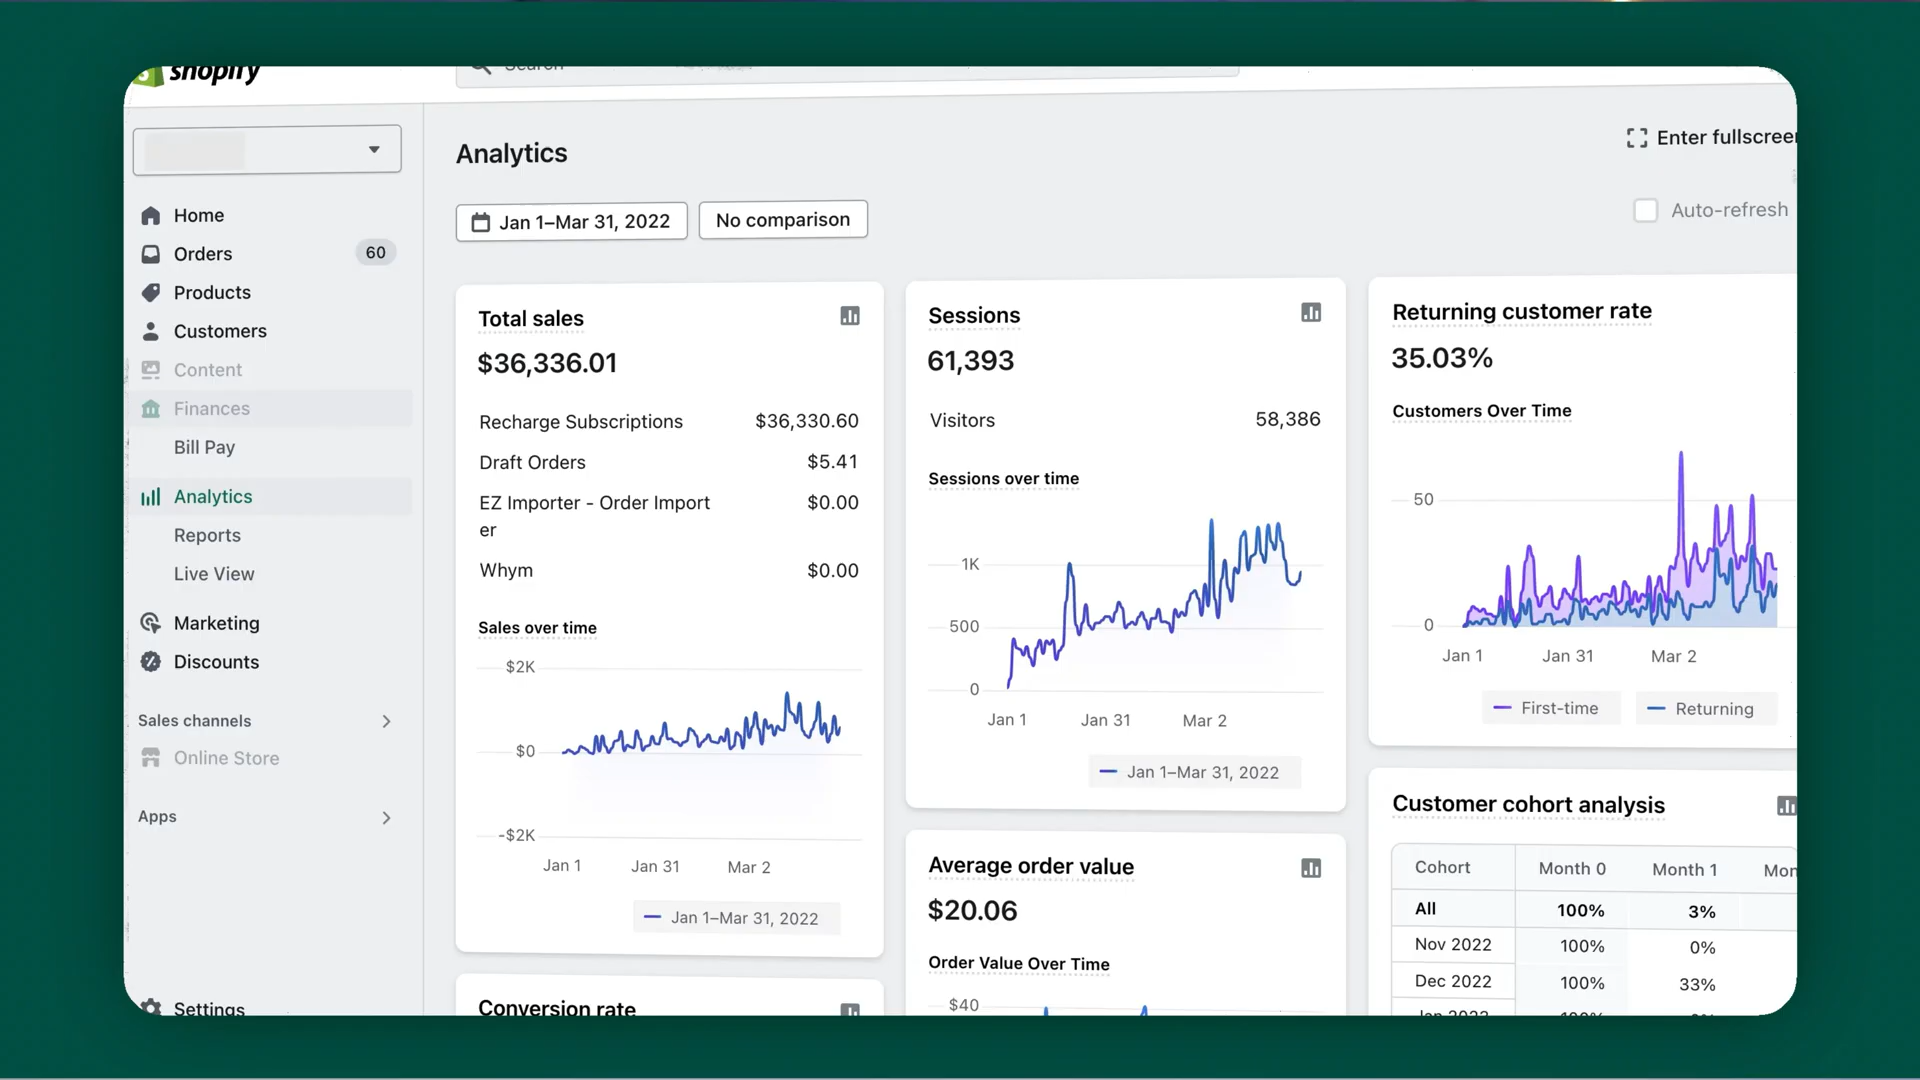 shopify
Search
Analytics
Enter fullscreen
Jan 1–Mar 31, 2022
No comparison
Auto-refresh
Home
Orders
60
Products
Customers
Content
Finances
Bill Pay
Analytics
Reports
Live View
Marketing
Discounts
Sales channels
Online Store
Apps
Settings
Total sales
$36,336.01
Recharge Subscriptions $36,330.60
Draft Orders $5.41
EZ Importer - Order Import
er
$0.00
Whym $0.00
Sales over time
$2K
$0
-$2K
Jan 1 Jan 31 Mar 2
Jan 1–Mar 31, 2022
Conversion rate
Sessions
61,393
Visitors 58,386
Sessions over time
1K
500
0
Jan 1 Jan 31 Mar 2
Jan 1–Mar 31, 2022
Average order value
$20.06
Order Value Over Time
$40
Returning customer rate
35.03%
Customers Over Time
50
0
Jan 1 Jan 31 Mar 2
First-time Returning
Customer cohort analysis
Cohort Month 0 Month 1 Mon
All 100% 3%
Nov 2022 100% 0%
Dec 2022 100% 33%